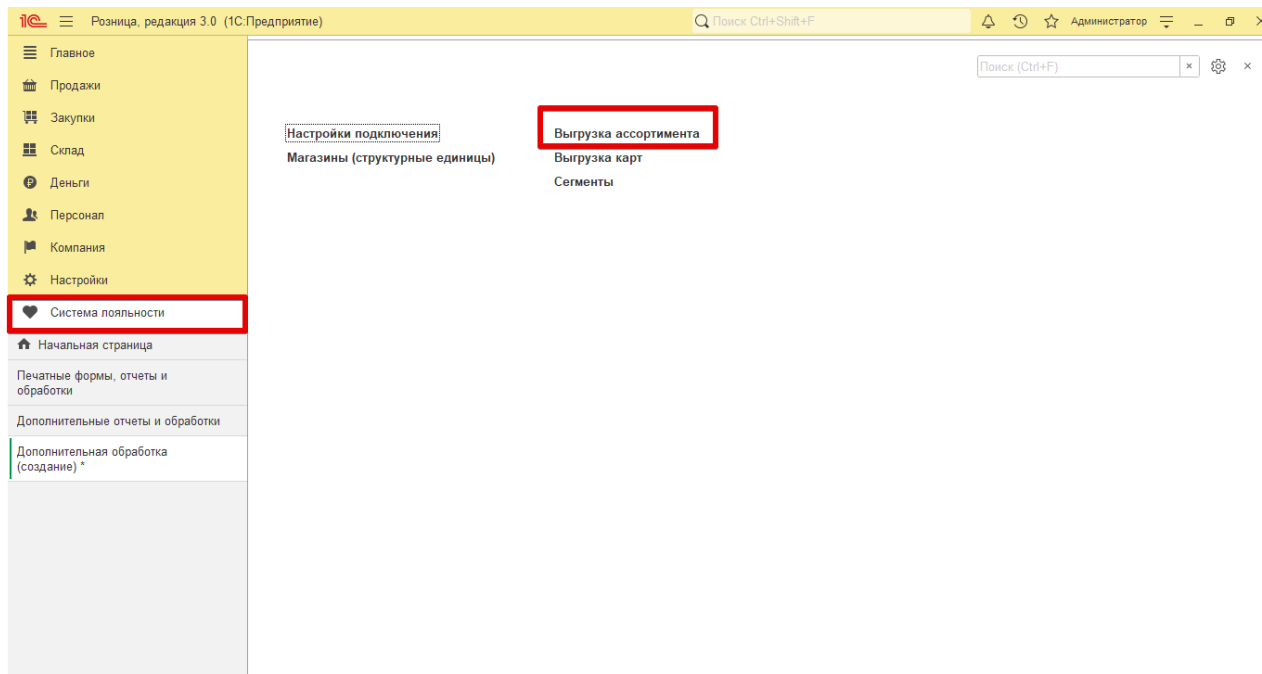 1С Розница, редакция 3.0 (1С:Предприятие) Поиск Ctrl+Shift+F Администратор
Главное
Продажи
Закупки
Склад
Деньги
Персонал
Компания
Настройки
Система лояльности
Начальная страница
Печатные формы, отчеты и
обработки
Дополнительные отчеты и обработки
Дополнительная обработка
(создание) *
Поиск (Ctrl+F)
Настройки подключения
Магазины (структурные единицы)
Выгрузка ассортимента
Выгрузка карт
Сегменты